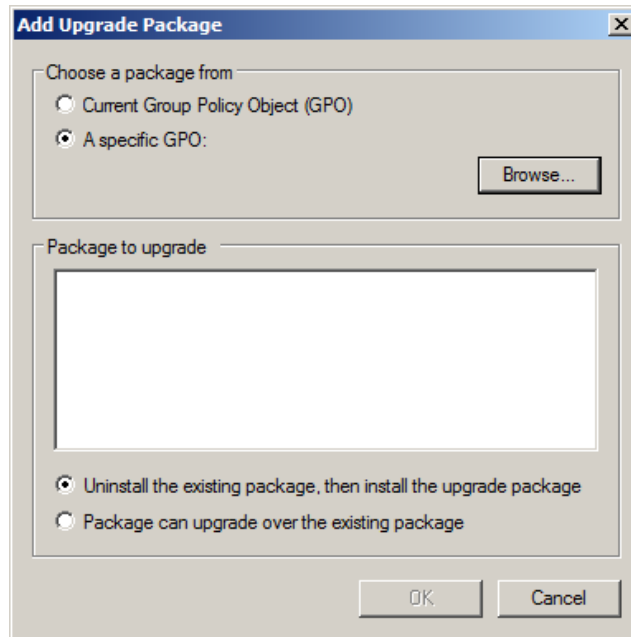 Add Upgrade Package
Choose a package from
Current Group Policy Object (GPO)
A specific GPO:
Browse...
Package to upgrade
Uninstall the existing package, then install the upgrade package
Package can upgrade over the existing package
OK Cancel